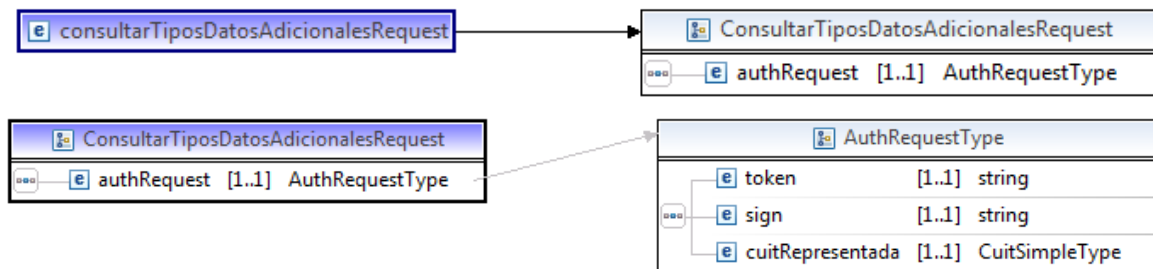 consultarTiposDatosAdicionalesRequest
ConsultarTiposDatosAdicionalesRequest
authRequest [1..1] AuthRequestType
ConsultarTiposDatosAdicionalesRequest
authRequest [1..1] AuthRequestType
AuthRequestType
token [1..1] string
sign [1..1] string
cuitRepresentada [1..1] CuitSimpleType